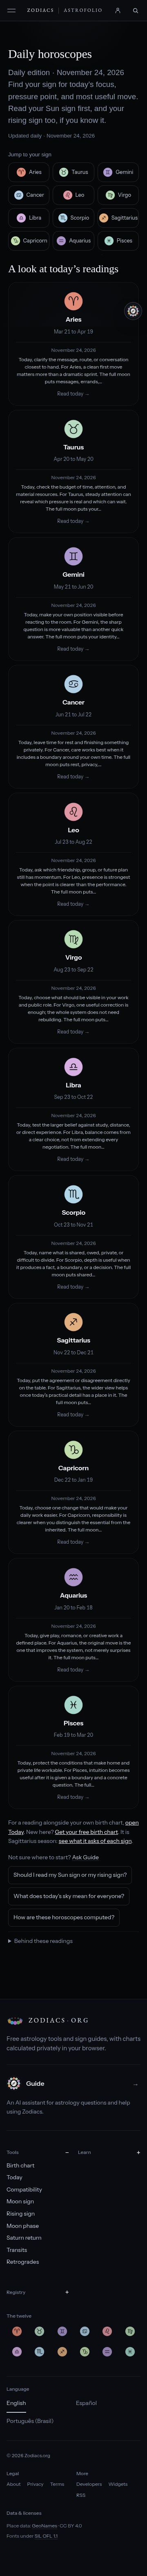 ZODIACS | ASTROFOLIO
Daily horoscopes
Daily edition · November 24, 2026
Find your sign for today's focus,
pressure point, and most useful move.
Read your Sun sign first, then your
rising sign too, if you know it.
Updated daily · November 24, 2026
Jump to your sign
Aries
Taurus
Gemini
Cancer
Leo
Virgo
Libra
Scorpio
Sagittarius
Capricorn
Aquarius
Pisces
A look at today's readings
Aries
Mar 21 to Apr 19
November 24, 2026
Today, clarify the message, route, or conversation
closest to hand. For Aries, a clean first line
matters more than a dramatic spirit. The full moon
puts messages, errands,…
Read today →
Taurus
Apr 20 to May 20
November 24, 2026
Today, check the budget of time, attention, and
material resources. For Taurus, steady attention can
reveal which pressure is real and which can wait.
The full moon puts your…
Read today →
Gemini
May 21 to Jun 20
November 24, 2026
Today, make your own position visible before
reacting to the room. For Gemini, the sharp
question is more valuable than another quick
answer. The full moon puts your identity…
Read today →
Cancer
Jun 21 to Jul 22
November 24, 2026
Today, leave time for rest and finishing something
privately. For Cancer, care works best when it
includes a boundary around your own time. The full
moon puts rest, privacy,…
Read today →
Leo
Jul 23 to Aug 22
November 24, 2026
Today, ask which friendship, group, or future plan
still has nourishment. For Leo, presence is strongest
when the point is clearer than the performance.
The full moon puts…
Read today →
Virgo
Aug 23 to Sep 22
November 24, 2026
Today, choose what should be visible in your work
and public role. For Virgo, one useful correction is
enough; the whole system does not need
rebuilding. The full moon puts…
Read today →
Libra
Sep 23 to Oct 22
November 24, 2026
Today, test the larger belief against study, distance,
or direct experience. For Libra, balance comes from
a clear choice, not from endlessly editing every
negotiation. The full moon…
Read today →
Scorpio
Oct 23 to Nov 21
November 24, 2026
Today, name what is shared, owed, private, or
difficult to divide. For Scorpio, depth is useful when
it produces a fact, a boundary, or a decision. The full
moon puts shared…
Read today →
Sagittarius
Nov 22 to Dec 21
November 24, 2026
Today, put the agreement or disagreement directly
on the table. For Sagittarius, the wider view needs
one of today's practical detail has a place in it. The
full moon puts…
Read today →
Capricorn
Dec 22 to Jan 19
November 24, 2026
Today, choose one change that would make your
daily work easier. For Capricorn, responsibility is
clearer when you distinguish the essential from the
inherited. The full moon…
Read today →
Aquarius
Jan 20 to Feb 18
November 24, 2026
Today, give play, romance, or creative work a
defined place. For Aquarius, the original move is the
one that improves the system, not merely surprises
it. The full moon puts…
Read today →
Pisces
Feb 19 to Mar 20
November 24, 2026
Today, protect the conditions that make home and
private life workable. For Pisces, intuition becomes
useful after it is given a boundary and a concrete
question. The full…
Read today →
For a reading alongside your own birth chart, open
Today. New here? Get your free birth chart. It is
Sagittarius season: see what it asks of each sign.
Not sure where to start? Ask Guide
Should I read my Sun sign or my rising sign?
What does today's sky mean for everyone?
How are these horoscopes computed?
Behind these readings
ZODIACS·ORG
Free astrology tools and sign guides, with charts
calculated privately in your browser.
Guide →
An AI assistant for astrology questions and help
using Zodiacs.
Tools −
Birth chart
Today
Compatibility
Moon sign
Rising sign
Moon phase
Saturn return
Transits
Retrogrades
Learn +
Registry +
The twelve
Language
English
Español
Português (Brasil)
© 2026 Zodiacs.org
Legal
About Privacy Terms
More
Developers Widgets
RSS
Data & licenses
Place data: GeoNames · CC BY 4.0
Fonts under SIL OFL 1.1